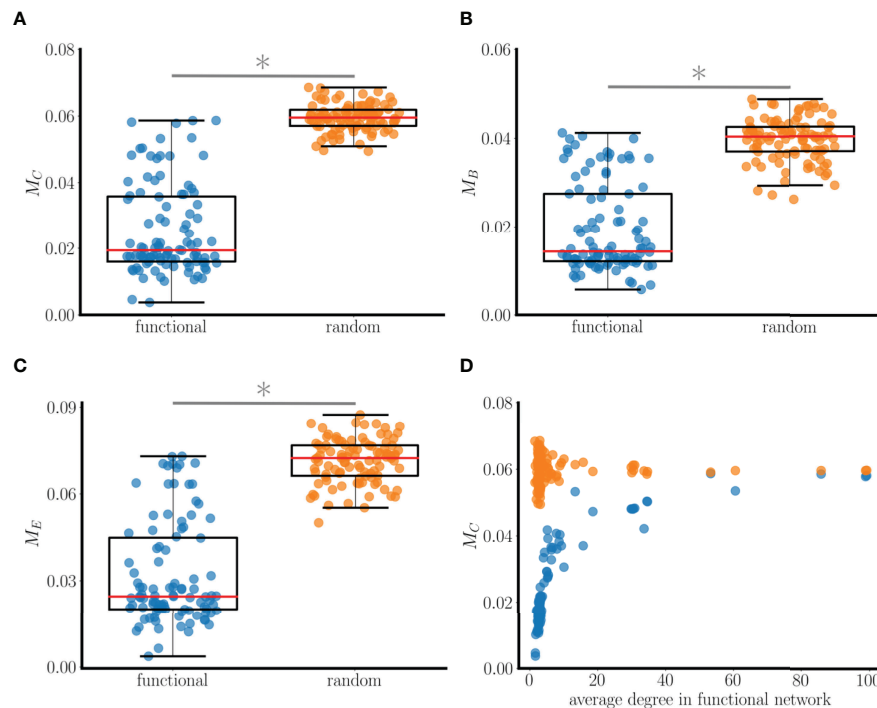 A
0.08
0.06
0.04
0.02
0.00
M_C
*
functional random
B
0.06
0.04
0.02
0.00
M_B
*
functional random
C
0.09
0.06
0.03
0.00
M_E
*
functional random
D
0.08
0.06
0.04
0.02
0.00
M_C
0 20 40 60 80 100
average degree in functional network